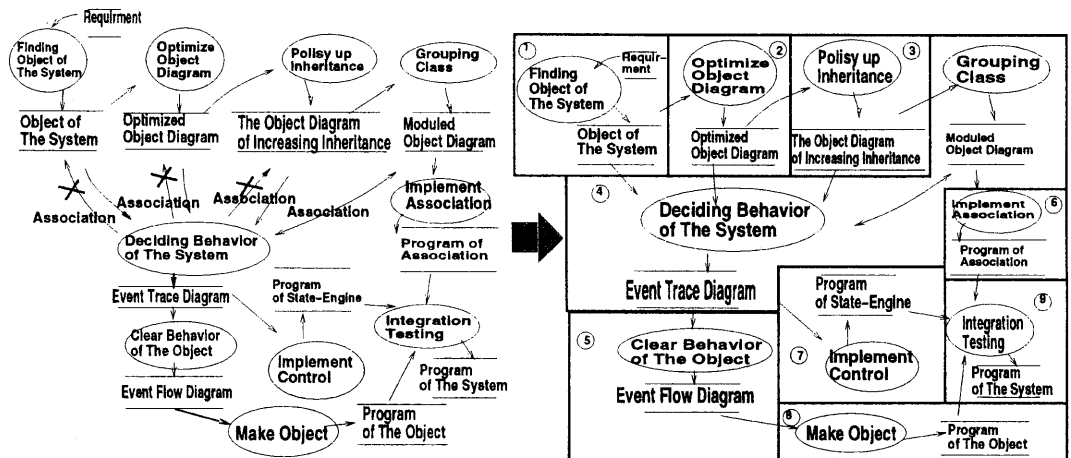 Requirment
Finding
Object of
The System
Optimize
Object
Diagram
Polisy up
Inheritance
Grouping
Class
Object of
The System
Optimized
Object Diagram
The Object Diagram
of Increasing Inheritance
Moduled
Object Diagram
Association
Association
Association
Association
Implement
Association
Deciding Behavior
of The System
Program of
Association
Event Trace Diagram
Program
of State-Engine
Clear Behavior
of The Object
Implement
Control
Integration
Testing
Event Flow Diagram
Program
of The System
Make Object
Program
of The Object
1
Finding
Object of
The System
Requir-
ment
Object of
The System
2
Optimize
Object
Diagram
Optimized
Object Diagram
3
Polisy up
Inheritance
The Object Diagram
of Increasing Inheritance
Grouping
Class
Moduled
Object Diagram
4
Deciding Behavior
of The System
Event Trace Diagram
Implement
Association
6
Program of
Association
5
Clear Behavior
of The Object
Event Flow Diagram
Program
of State-Engine
7
Implement
Control
9
Integration
Testing
Program
of The System
8
Make Object
Program
of The Object